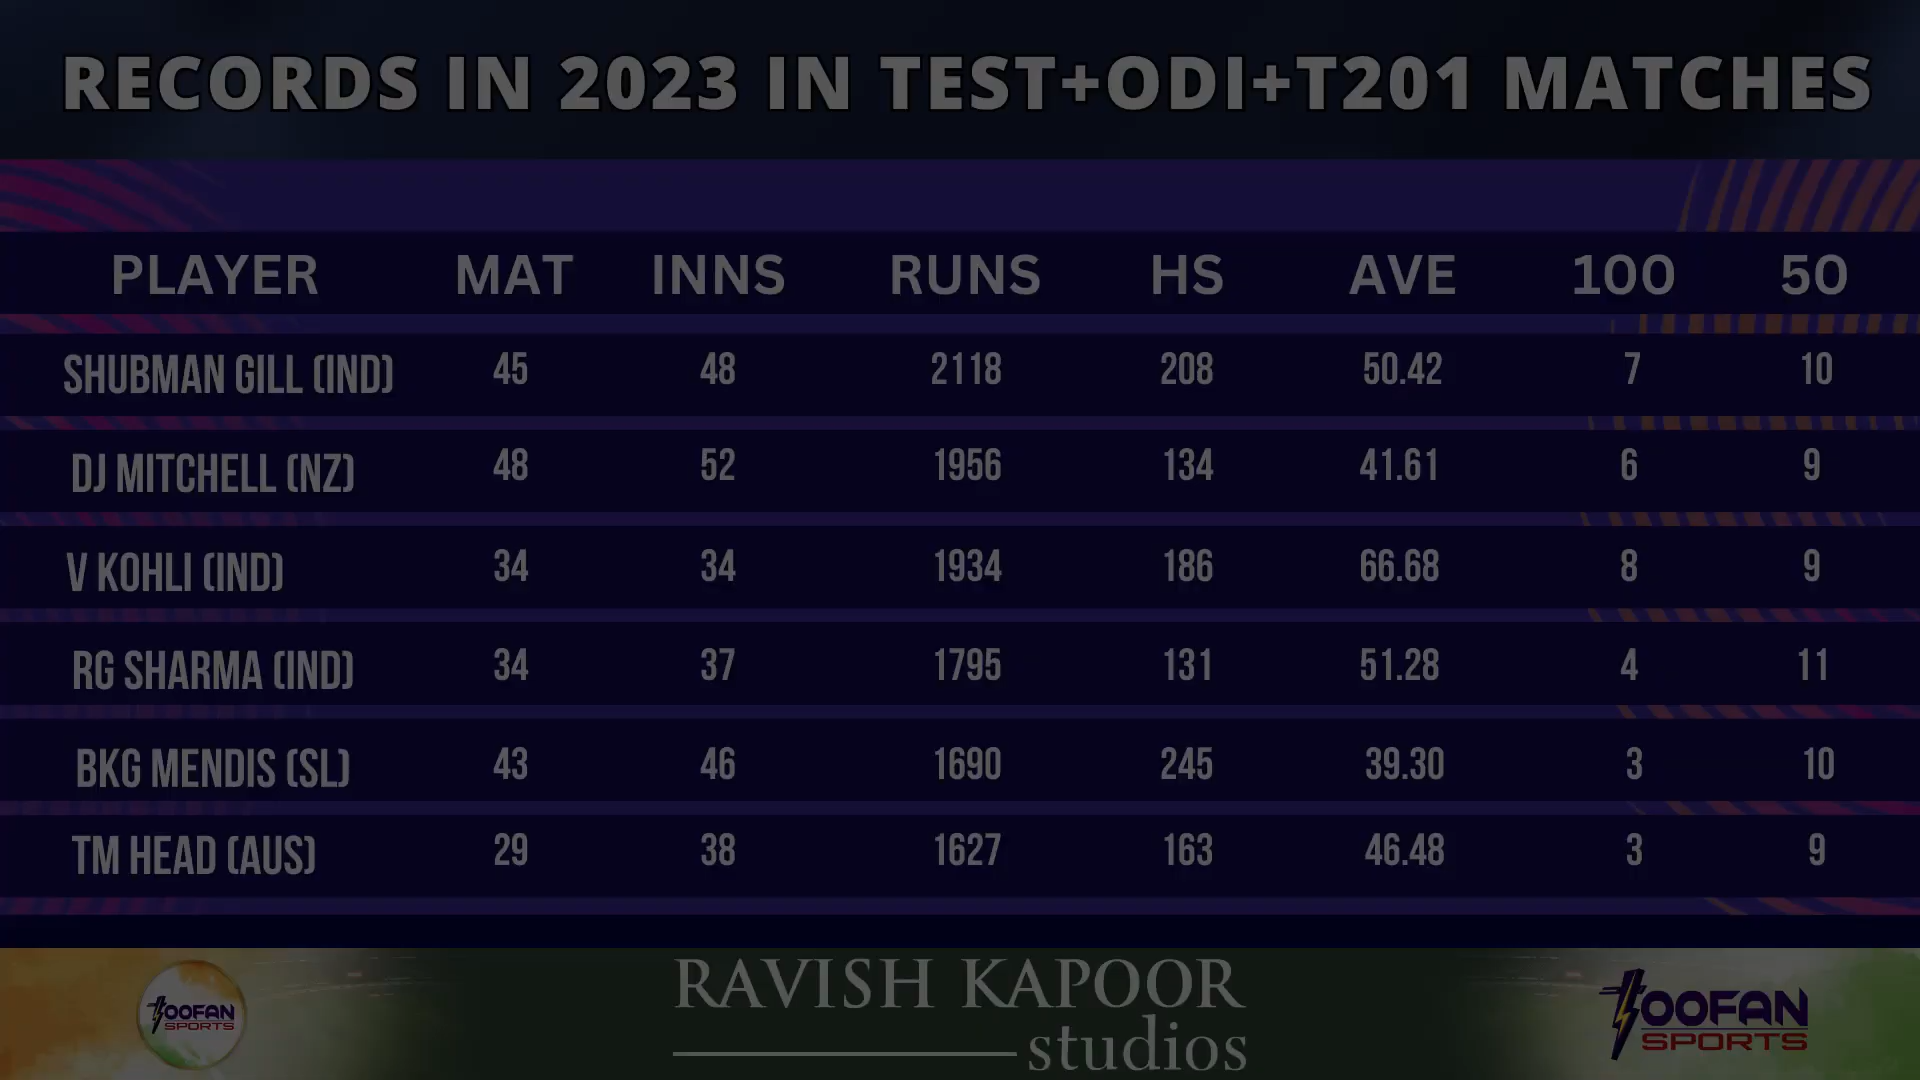 RECORDS IN 2023 IN TEST+ODI+T201 MATCHES
PLAYER MAT INNS RUNS HS AVE 100 50
SHUBMAN GILL (IND) 45 48 2118 208 50.42 7 10
DJ MITCHELL (NZ) 48 52 1956 134 41.61 6 9
V KOHLI (IND) 34 34 1934 186 66.68 8 9
RG SHARMA (IND) 34 37 1795 131 51.28 4 11
BKG MENDIS (SL) 43 46 1690 245 39.30 3 10
TM HEAD (AUS) 29 38 1627 163 46.48 3 9
TOOFAN
SPORTS
RAVISH KAPOOR
studios
TOOFAN
SPORTS